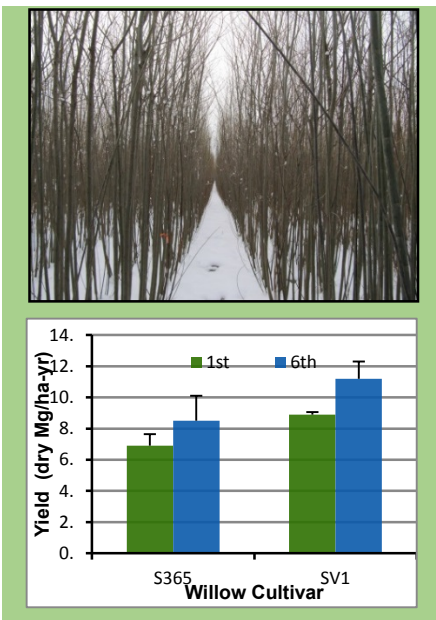 14.
12.
10.
8.
6.
4.
2.
0.
Yield (dry Mg/ha-yr)
1st 6th
S365 SV1
Willow Cultivar